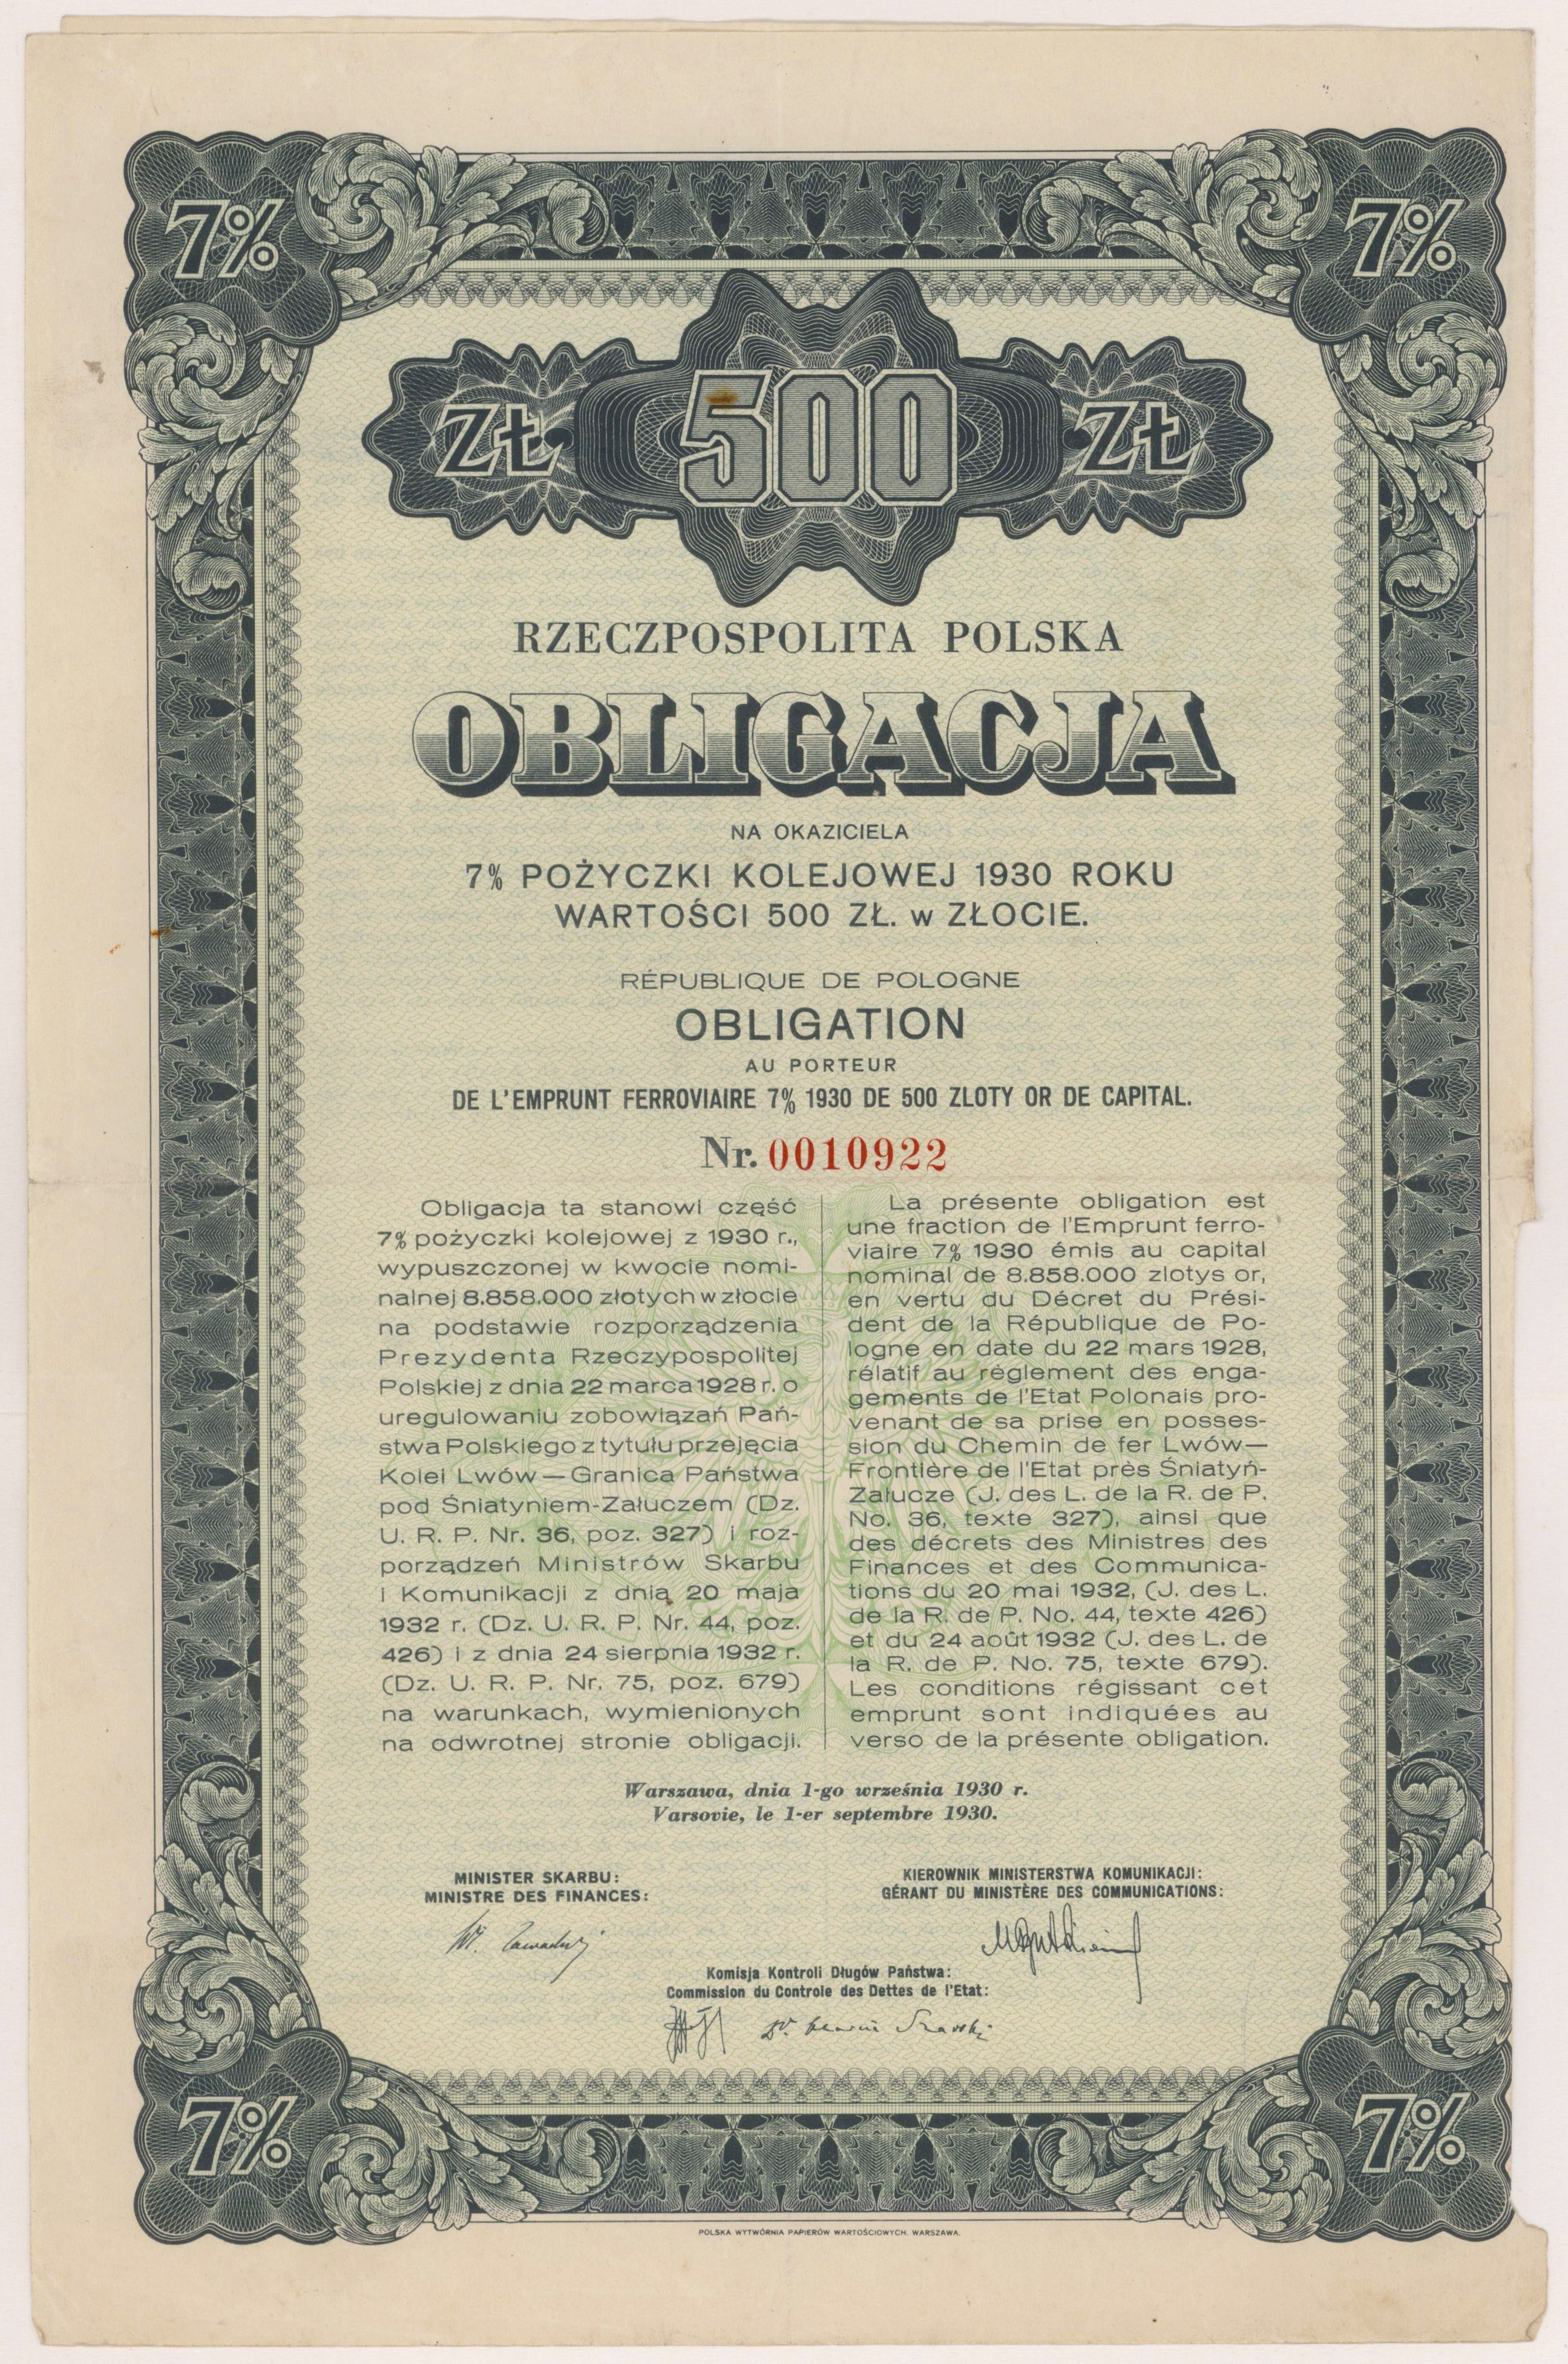 7%
7%
ZŁ 500 ZŁ
RZECZPOSPOLITA POLSKA
OBLIGACJA
NA OKAZICIELA
7% POŻYCZKI KOLEJOWEJ 1930 ROKU
WARTOŚCI 500 ZŁ. w ZŁOCIE.
RÉPUBLIQUE DE POLOGNE
OBLIGATION
AU PORTEUR
DE L'EMPRUNT FERROVIAIRE 7% 1930 DE 500 ZLOTY OR DE CAPITAL.
Nr. 0010922
Obligacja ta stanowi część
7% pożyczki kolejowej z 1930 r.,
wypuszczonej w kwocie nomi-
nalnej 8.858.000 złotych w złocie
na podstawie rozporządzenia
Prezydenta Rzeczypospolitej
Polskiej z dnia 22 marca 1928 r. o
uregulowaniu zobowiązań Pań-
stwa Polskiego z tytułu przejęcia
Kolei Lwów—Granica Państwa
pod Śniatyniem-Załuczem (Dz.
U. R. P. Nr. 36, poz. 327) i roz-
porządzeń Ministrów Skarbu
i Komunikacji z dnia 20 maja
1932 r. (Dz. U. R. P. Nr. 44, poz.
426) i z dnia 24 sierpnia 1932 r.
(Dz. U. R. P. Nr. 75, poz. 679)
na warunkach, wymienionych
na odwrotnej stronie obligacji.
La présente obligation est
une fraction de l'Emprunt ferro-
viaire 7% 1930 émis au capital
nominal de 8.858.000 zlotys or,
en vertu du Décret du Prési-
dent de la République de Po-
logne en date du 22 mars 1928,
rélatif au réglement des enga-
gements de l'Etat Polonais pro-
venant de sa prise en posses-
sion du Chemin de fer Lwów—
Frontière de l'Etat près Śniatyń-
Załucze (J. des L. de la R. de P.
No. 36, texte 327), ainsi que
des décrets des Ministres des
Finances et des Communica-
tions du 20 mai 1932, (J. des L.
de la R. de P. No. 44, texte 426)
et du 24 août 1932 (J. des L. de
la R. de P. No. 75, texte 679).
Les conditions régissant cet
emprunt sont indiquées au
verso de la présente obligation.
Warszawa, dnia 1-go września 1930 r.
Varsovie, le 1-er septembre 1930.
MINISTER SKARBU:
MINISTRE DES FINANCES:
KIEROWNIK MINISTERSTWA KOMUNIKACJI:
GÉRANT DU MINISTÈRE DES COMMUNICATIONS:
Komisja Kontroli Długów Państwa:
Commission du Controle des Dettes de l'Etat:
7%
7%
POLSKA WYTWÓRNIA PAPIERÓW WARTOŚCIOWYCH. WARSZAWA.